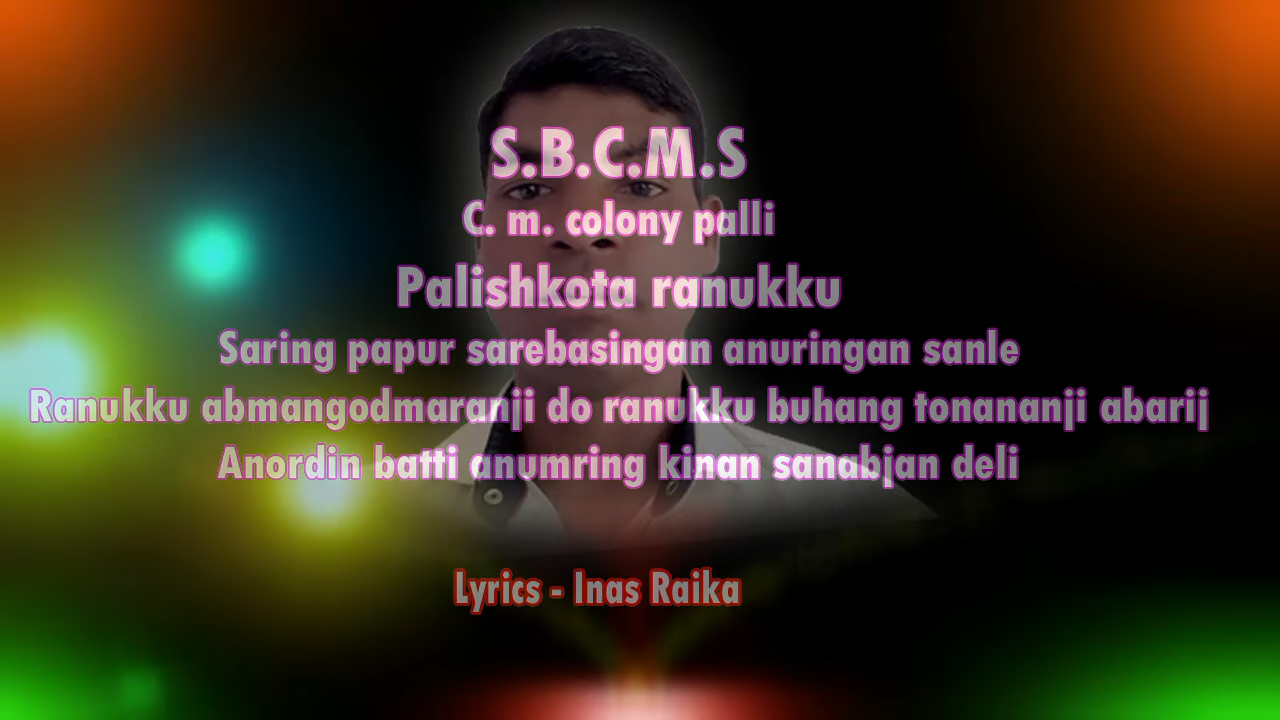 S.B.C.M.S
C. m. colony palli
Palishkota ranukku
Saring papur sarebasingan anuringan sanle
Ranukku abmangodmaranji do ranukku buhang tonananji abarij
Anordin batti anumring kinan sanabjan deli
Lyrics - Inas Raika